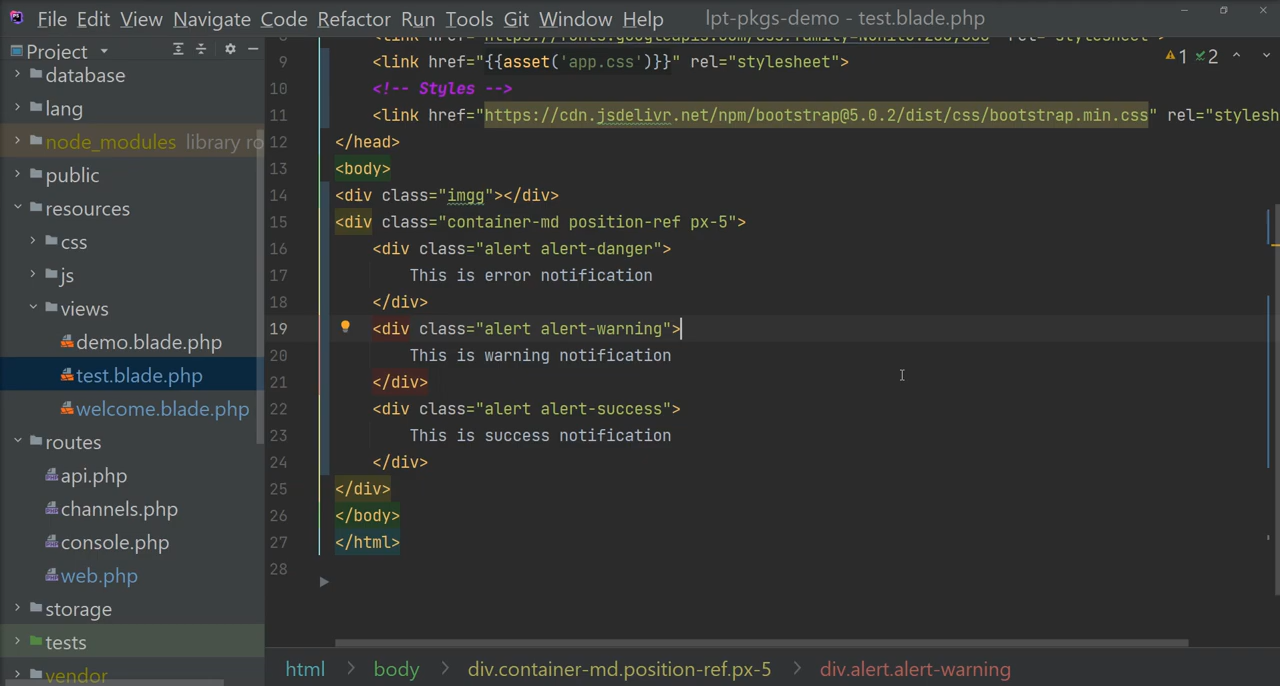 File Edit View Navigate Code Refactor Run Tools Git Window Help lpt-pkgs-demo - test.blade.php
Project
database
lang
node_modules library ro
public
resources
css
js
views
demo.blade.php
test.blade.php
welcome.blade.php
routes
api.php
channels.php
console.php
web.php
storage
tests
vendor
1 2
9 <link href="{{asset('app.css')}}" rel="stylesheet">
10 <!-- Styles -->
11 <link href="https://cdn.jsdelivr.net/npm/bootstrap@5.0.2/dist/css/bootstrap.min.css" rel="stylesh
12 </head>
13 <body>
14 <div class="imgg"></div>
15 <div class="container-md position-ref px-5">
16 <div class="alert alert-danger">
17 This is error notification
18 </div>
19 <div class="alert alert-warning">
20 This is warning notification
21 </div>
22 <div class="alert alert-success">
23 This is success notification
24 </div>
25 </div>
26 </body>
27 </html>
28
html > body > div.container-md.position-ref.px-5 > div.alert.alert-warning